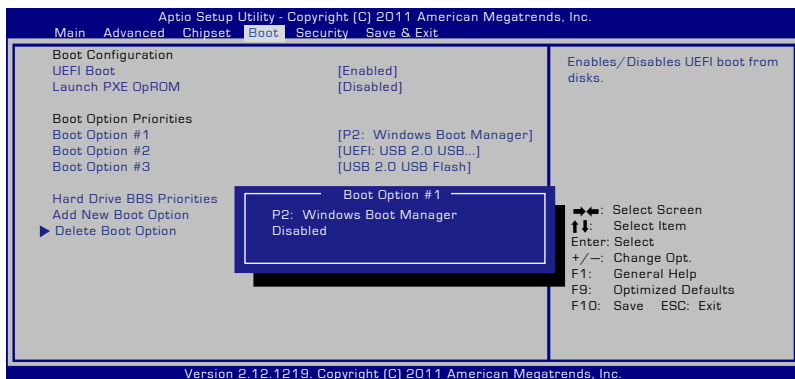 Aptio Setup Utility - Copyright (C) 2011 American Megatrends, Inc.
Main Advanced Chipset Boot Security Save & Exit
Boot Configuration
UEFI Boot [Enabled]
Launch PXE OpROM [Disabled]
Boot Option Priorities
Boot Option #1 [P2: Windows Boot Manager]
Boot Option #2 [UEFI: USB 2.0 USB...]
Boot Option #3 [USB 2.0 USB Flash]
Hard Drive BBS Priorities
Add New Boot Option
Delete Boot Option
Boot Option #1
P2: Windows Boot Manager
Disabled
Enables/Disables UEFI boot from
disks.
→←: Select Screen
↑↓: Select Item
Enter: Select
+/—: Change Opt.
F1: General Help
F9: Optimized Defaults
F10: Save ESC: Exit
Version 2.12.1219. Copyright (C) 2011 American Megatrends, Inc.